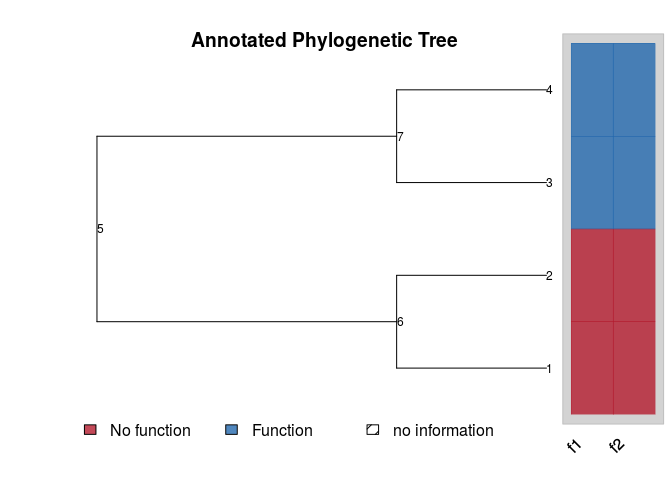 Annotated Phylogenetic Tree
4
7
3
5
2
6
1
No function Function no information
f1 f2